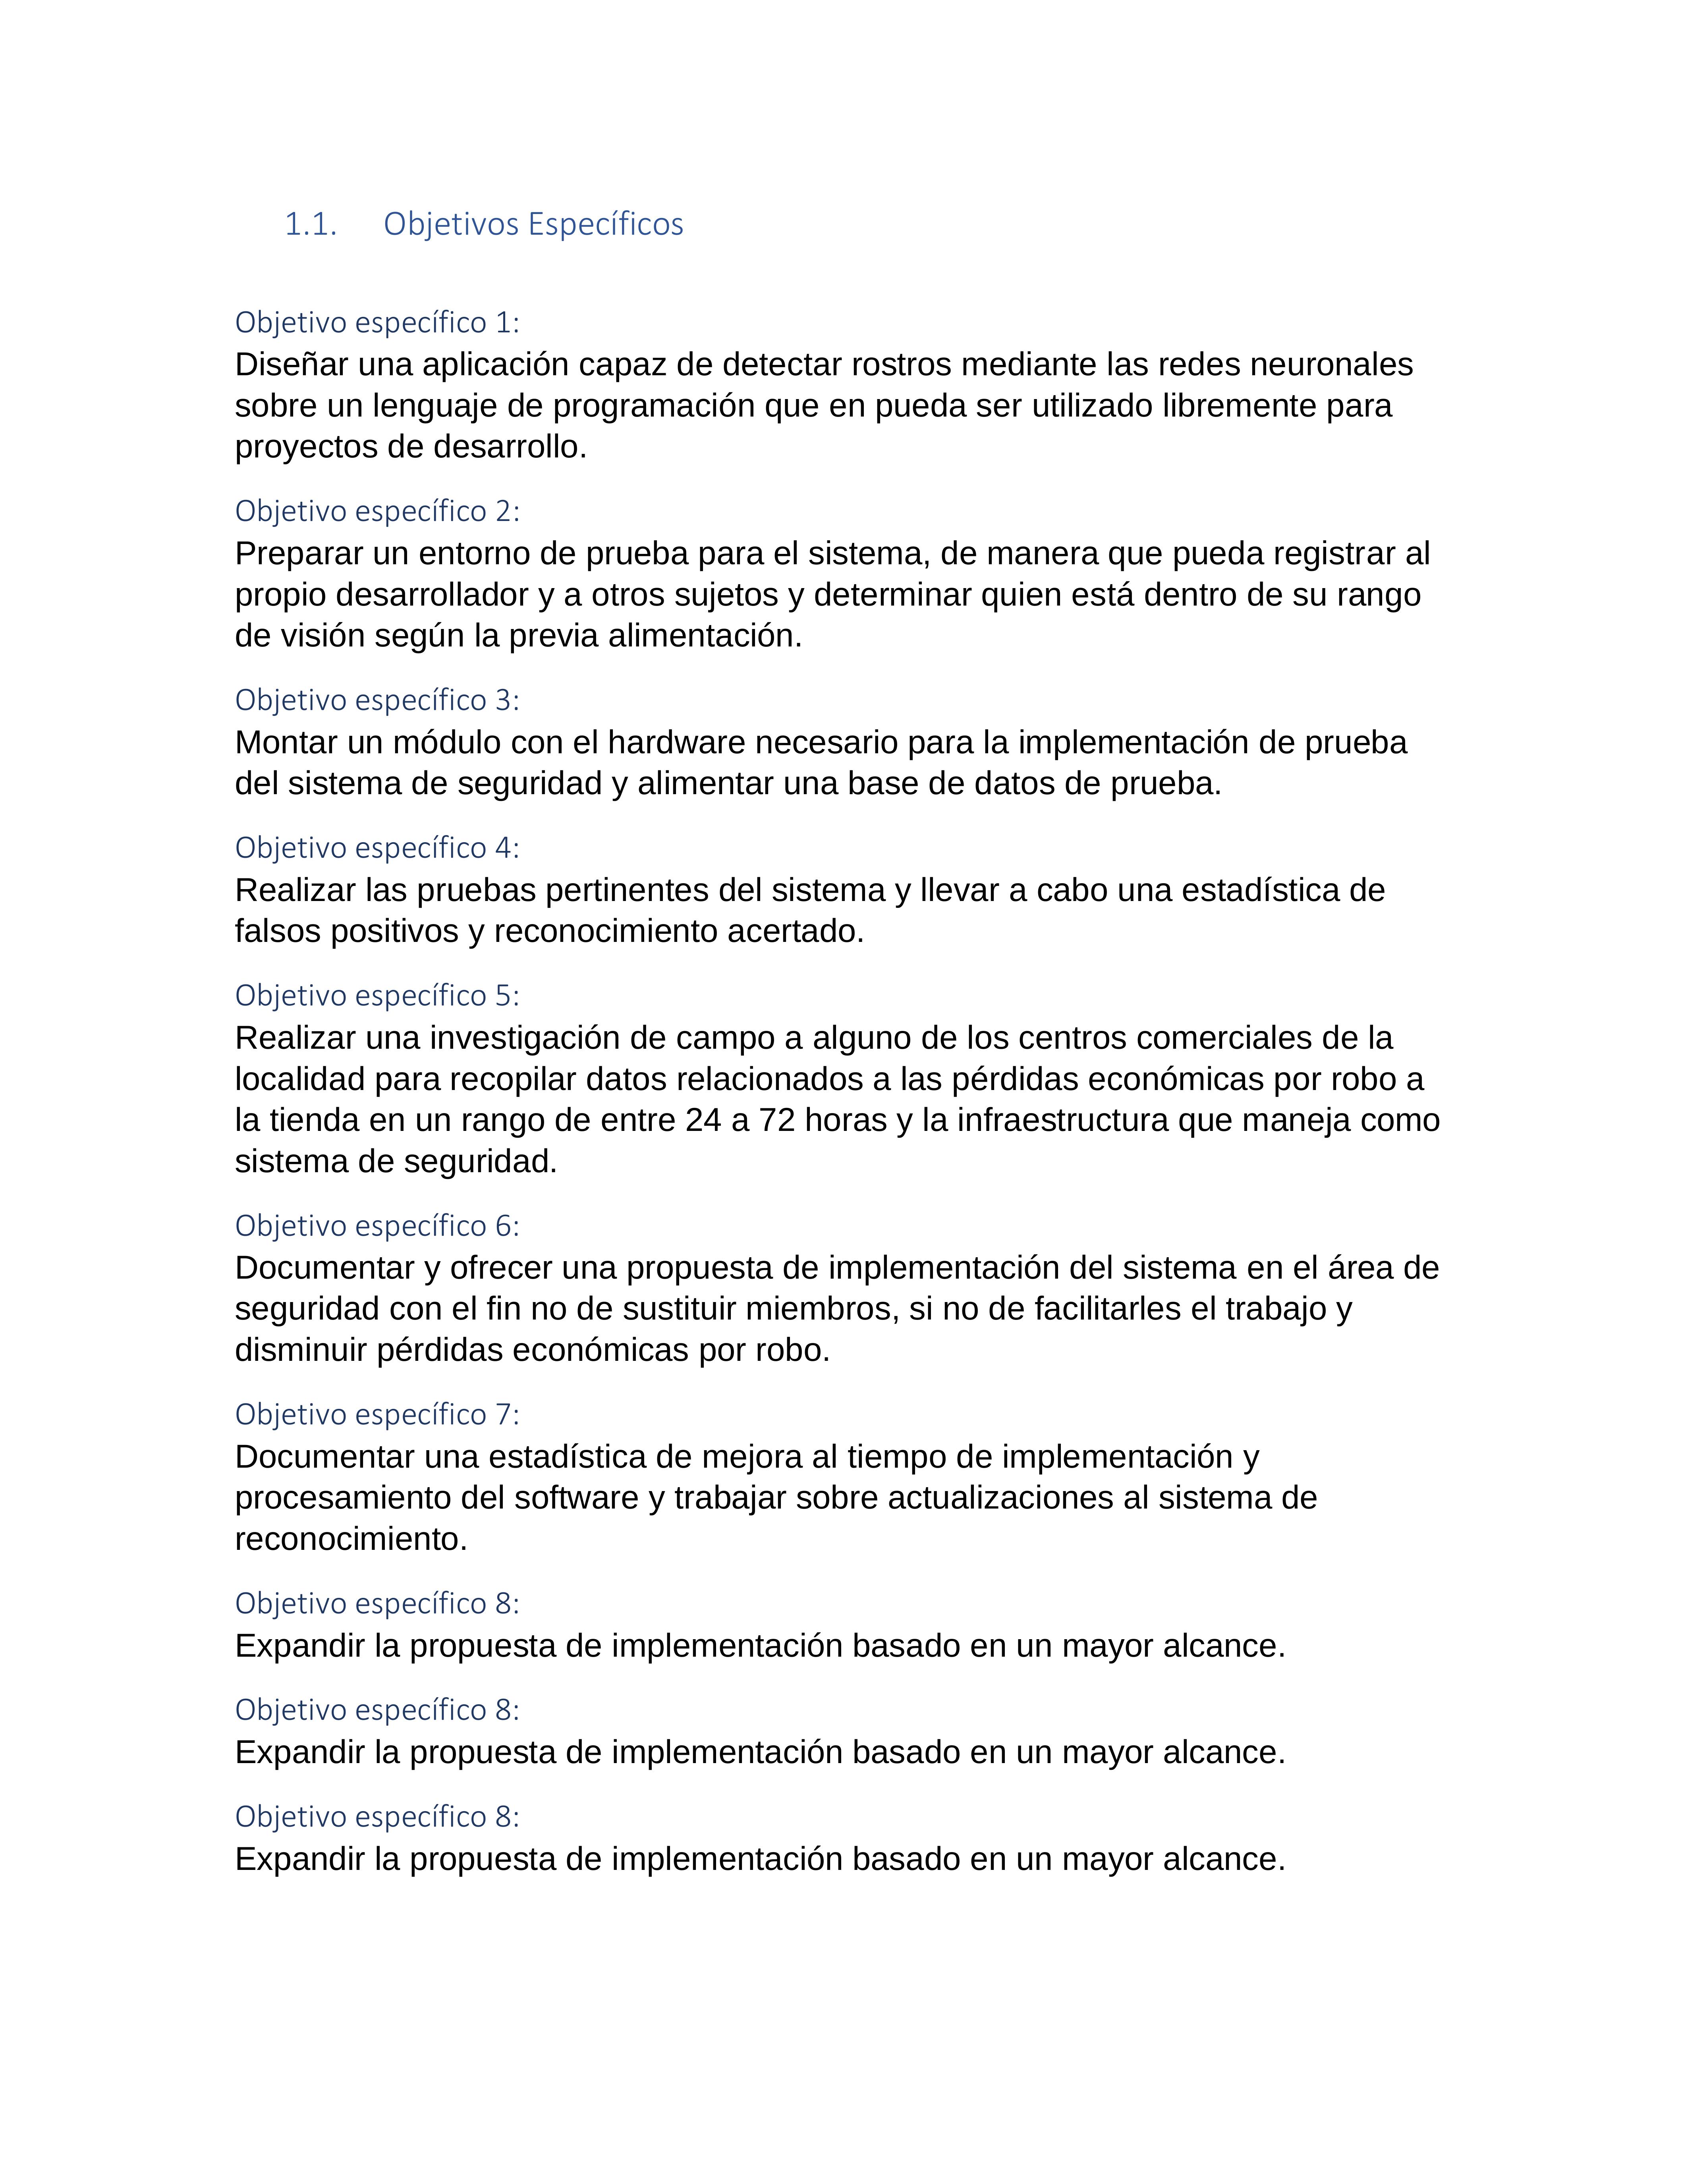 1.1. Objetivos Específicos
Objetivo específico 1:
Diseñar una aplicación capaz de detectar rostros mediante las redes neuronales
sobre un lenguaje de programación que en pueda ser utilizado libremente para
proyectos de desarrollo.
Objetivo específico 2:
Preparar un entorno de prueba para el sistema, de manera que pueda registrar al
propio desarrollador y a otros sujetos y determinar quien está dentro de su rango
de visión según la previa alimentación.
Objetivo específico 3:
Montar un módulo con el hardware necesario para la implementación de prueba
del sistema de seguridad y alimentar una base de datos de prueba.
Objetivo específico 4:
Realizar las pruebas pertinentes del sistema y llevar a cabo una estadística de
falsos positivos y reconocimiento acertado.
Objetivo específico 5:
Realizar una investigación de campo a alguno de los centros comerciales de la
localidad para recopilar datos relacionados a las pérdidas económicas por robo a
la tienda en un rango de entre 24 a 72 horas y la infraestructura que maneja como
sistema de seguridad.
Objetivo específico 6:
Documentar y ofrecer una propuesta de implementación del sistema en el área de
seguridad con el fin no de sustituir miembros, si no de facilitarles el trabajo y
disminuir pérdidas económicas por robo.
Objetivo específico 7:
Documentar una estadística de mejora al tiempo de implementación y
procesamiento del software y trabajar sobre actualizaciones al sistema de
reconocimiento.
Objetivo específico 8:
Expandir la propuesta de implementación basado en un mayor alcance.
Objetivo específico 8:
Expandir la propuesta de implementación basado en un mayor alcance.
Objetivo específico 8:
Expandir la propuesta de implementación basado en un mayor alcance.